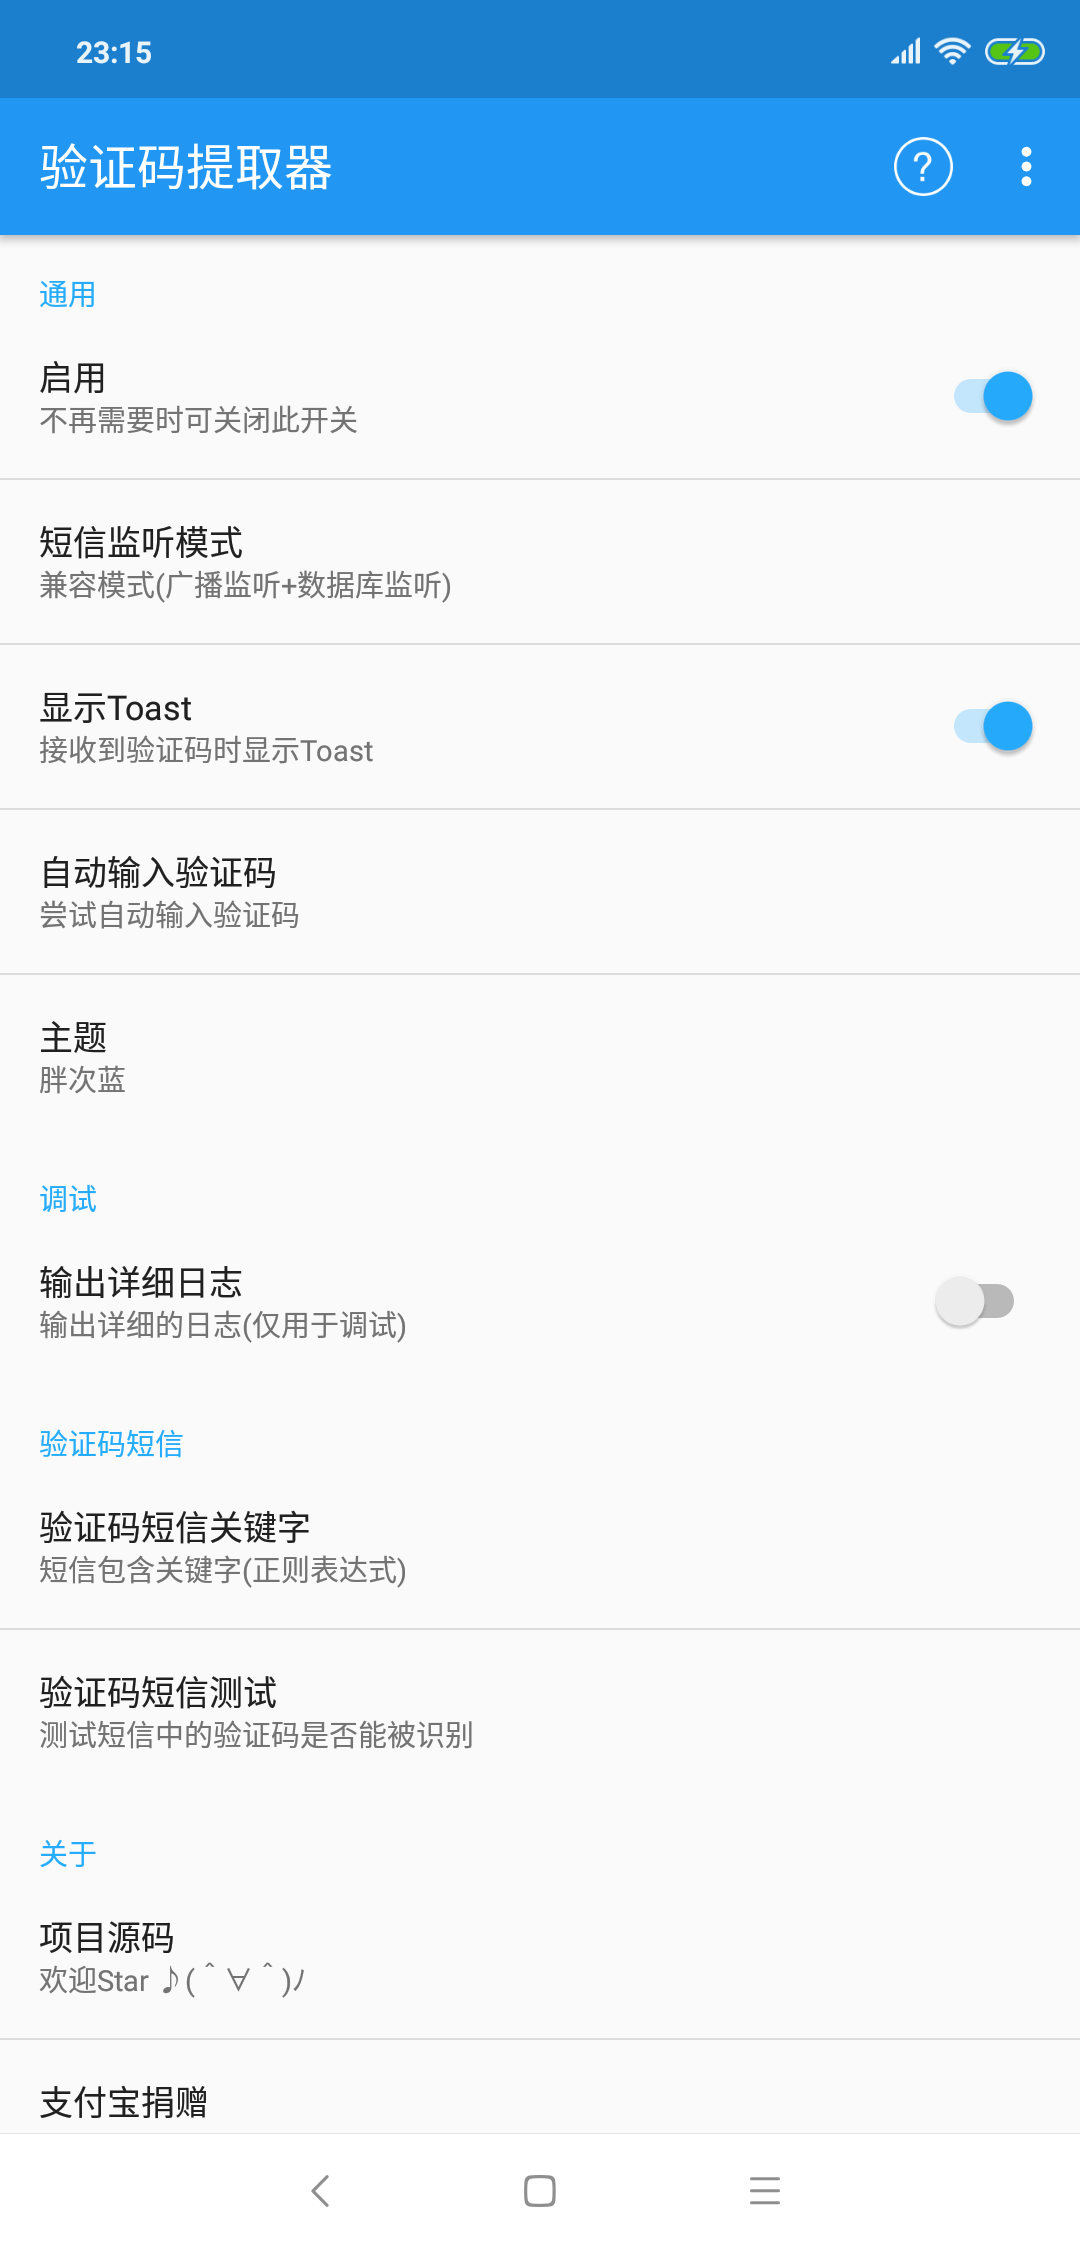 23:15
验证码提取器
?
通用
启用
不再需要时可关闭此开关
短信监听模式
兼容模式(广播监听+数据库监听)
显示Toast
接收到验证码时显示Toast
自动输入验证码
尝试自动输入验证码
主题
胖次蓝
调试
输出详细日志
输出详细的日志(仅用于调试)
验证码短信
验证码短信关键字
短信包含关键字(正则表达式)
验证码短信测试
测试短信中的验证码是否能被识别
关于
项目源码
欢迎Star ♪(＾∀＾)ﾉ
支付宝捐赠